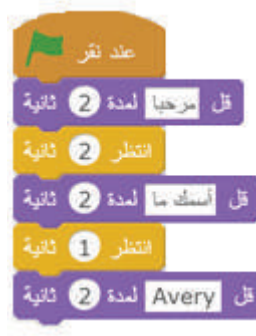 عند نقر
قل مرحبا لمدة 2 ثانية
انتظر 2 ثانية
قل أسمك ما لمدة 2 ثانية
انتظر 1 ثانية
قل Avery لمدة 2 ثانية